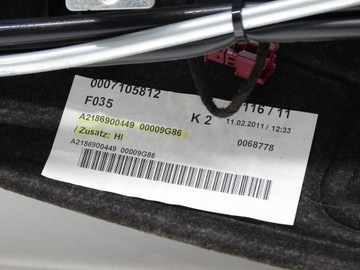 0007105812
F035
K 2
116 / 11
11.02.2011 / 12:33
A2186900449 00009G86
/ Zusatz: HI
0068778
A2186900449 00009G86